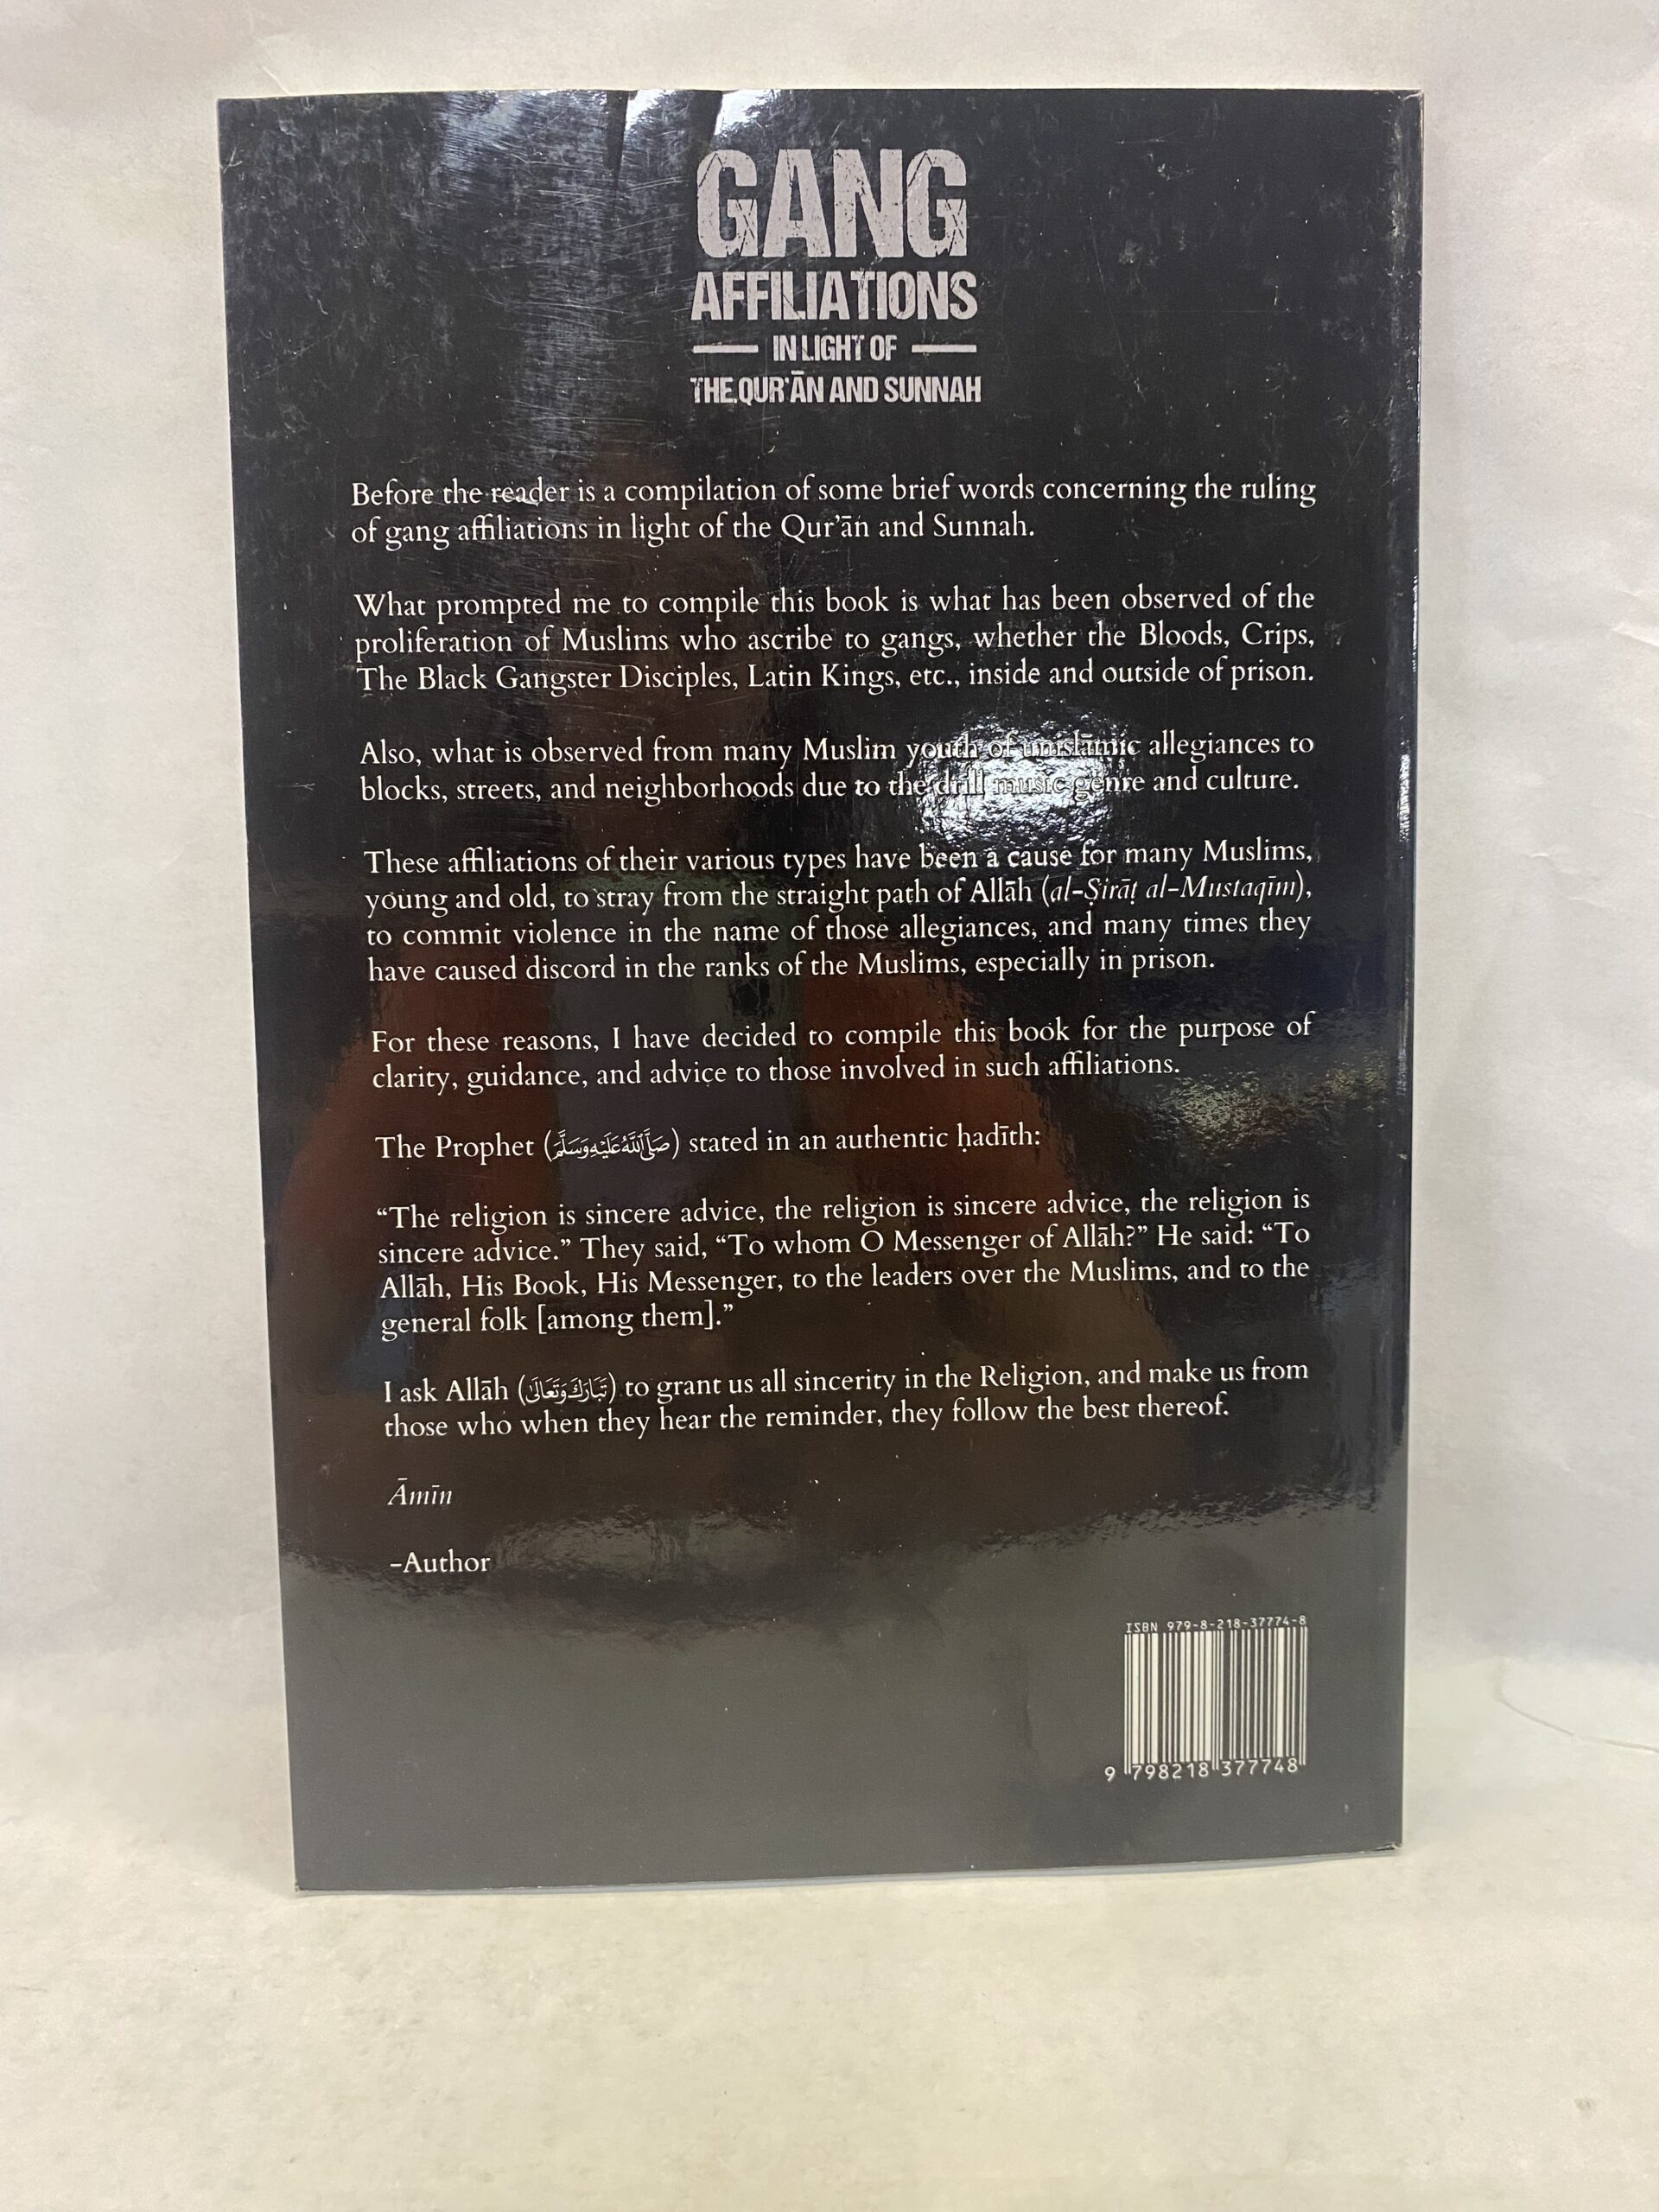 GANG
AFFILIATIONS
IN LIGHT OF
THE QUR'ĀN AND SUNNAH
Before the reader is a compilation of some brief words concerning the ruling
of gang affiliations in light of the Qur'ān and Sunnah.
What prompted me to compile this book is what has been observed of the
proliferation of Muslims who ascribe to gangs, whether the Bloods, Crips,
The Black Gangster Disciples, Latin Kings, etc., inside and outside of prison.
Also, what is observed from many Muslim youth of unislāmic allegiances to
blocks, streets, and neighborhoods due to the drill music genre and culture.
These affiliations of their various types have been a cause for many Muslims,
young and old, to stray from the straight path of Allāh (al-Ṣirāṭ al-Mustaqīm),
to commit violence in the name of those allegiances, and many times they
have caused discord in the ranks of the Muslims, especially in prison.
For these reasons, I have decided to compile this book for the purpose of
clarity, guidance, and advice to those involved in such affiliations.
The Prophet (صَلَّى اللَّهُ عَلَيْهِ وَسَلَّمَ) stated in an authentic ḥadīth:
“The religion is sincere advice, the religion is sincere advice, the religion is
sincere advice.” They said, “To whom O Messenger of Allāh?” He said: “To
Allāh, His Book, His Messenger, to the leaders over the Muslims, and to the
general folk [among them].”
I ask Allāh (تَبَارَكَ وَتَعَالَى) to grant us all sincerity in the Religion, and make us from
those who when they hear the reminder, they follow the best thereof.
Āmīn
-Author
ISBN 979-8-218-37774-8
9 798218 377748